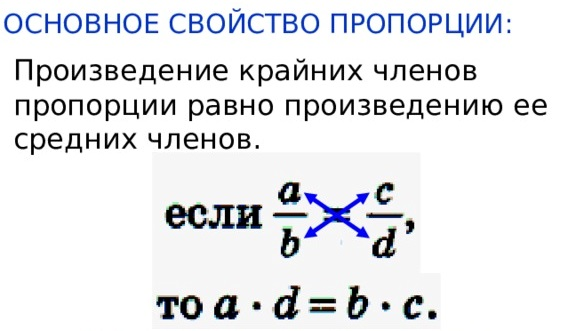 ОСНОВНОЕ СВОЙСТВО ПРОПОРЦИИ:
Произведение крайних членов
пропорции равно произведению ее
средних членов.
если a/b = c/d,
то a · d = b · c.